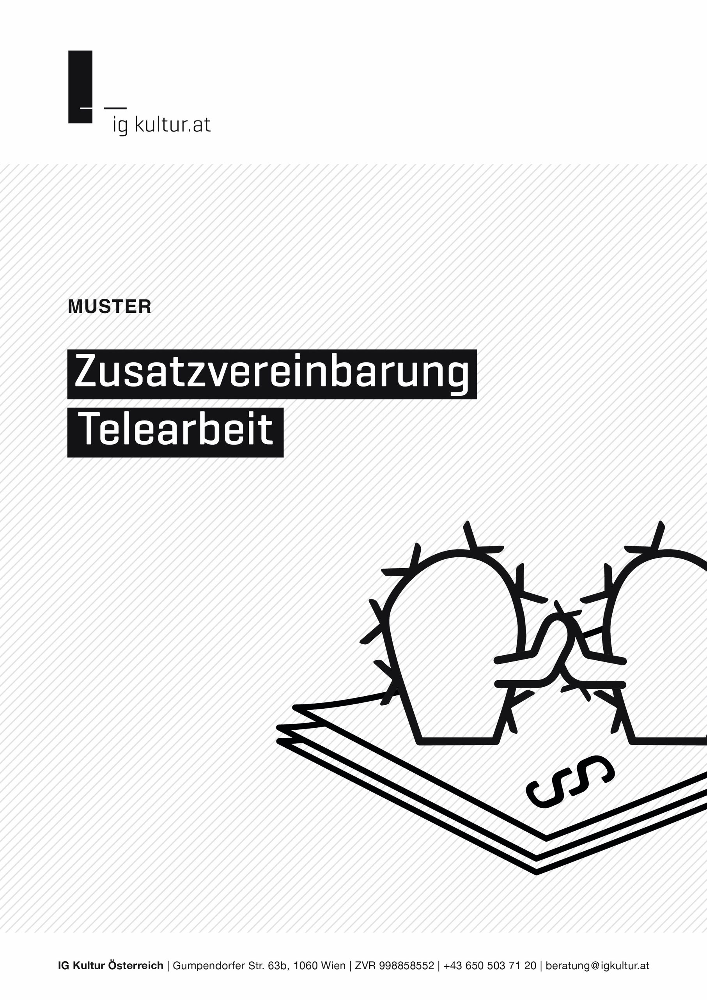 ig kultur.at
MUSTER
Zusatzvereinbarung
Telearbeit
IG Kultur Österreich | Gumpendorfer Str. 63b, 1060 Wien | ZVR 998858552 | +43 650 503 71 20 | beratung@igkultur.at